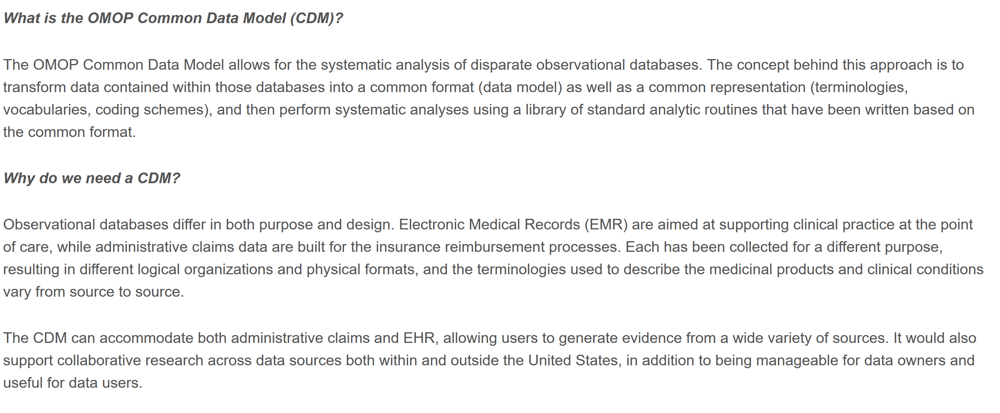 What is the OMOP Common Data Model (CDM)?
The OMOP Common Data Model allows for the systematic analysis of disparate observational databases. The concept behind this approach is to
transform data contained within those databases into a common format (data model) as well as a common representation (terminologies,
vocabularies, coding schemes), and then perform systematic analyses using a library of standard analytic routines that have been written based on
the common format.
Why do we need a CDM?
Observational databases differ in both purpose and design. Electronic Medical Records (EMR) are aimed at supporting clinical practice at the point
of care, while administrative claims data are built for the insurance reimbursement processes. Each has been collected for a different purpose,
resulting in different logical organizations and physical formats, and the terminologies used to describe the medicinal products and clinical conditions
vary from source to source.
The CDM can accommodate both administrative claims and EHR, allowing users to generate evidence from a wide variety of sources. It would also
support collaborative research across data sources both within and outside the United States, in addition to being manageable for data owners and
useful for data users.